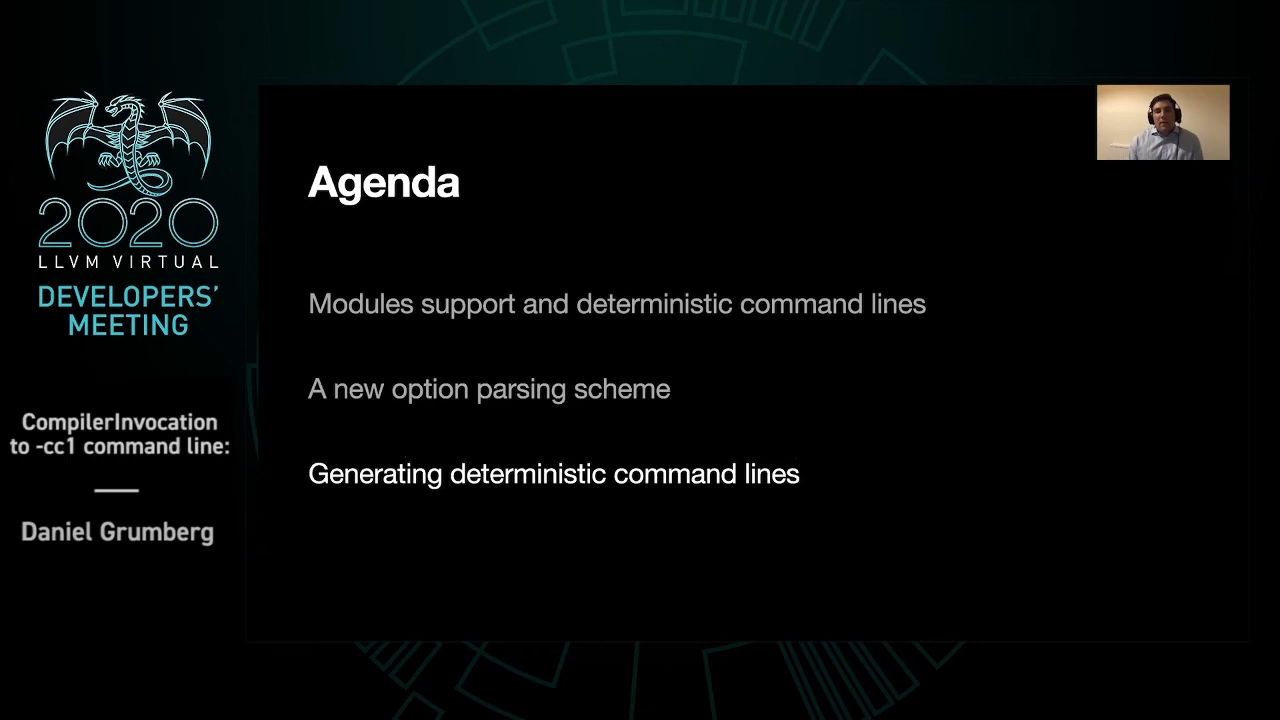 2020
LLVM VIRTUAL
DEVELOPERS'
MEETING
CompilerInvocation
to -cc1 command line:
Daniel Grumberg
Agenda
Modules support and deterministic command lines
A new option parsing scheme
Generating deterministic command lines